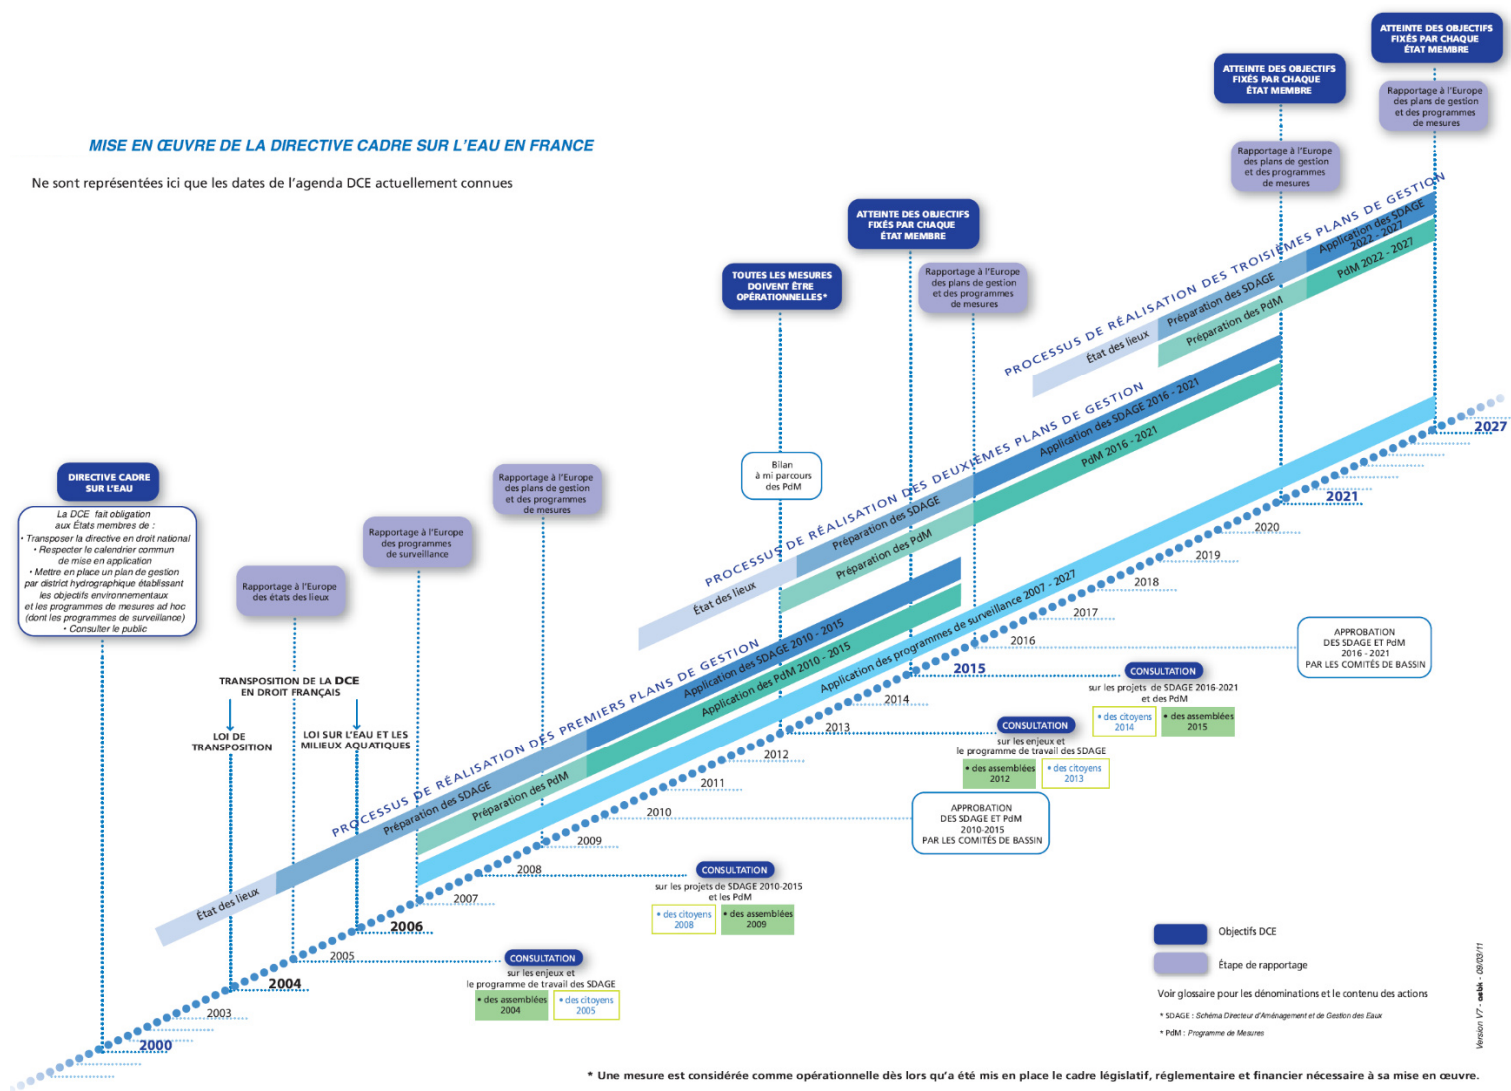 MISE EN ŒUVRE DE LA DIRECTIVE CADRE SUR L'EAU EN FRANCE
Ne sont représentées ici que les dates de l'agenda DCE actuellement connues
DIRECTIVE CADRE
SUR L'EAU
La DCE fait obligation
aux États membres de :
• Transposer la directive en droit national
• Respecter le calendrier commun
de mise en application
• Mettre en place un plan de gestion
par district hydrographique établissant
les objectifs environnementaux
et les programmes de mesures ad hoc
(dont les programmes de surveillance)
• Consulter le public
TRANSPOSITION DE LA DCE
EN DROIT FRANÇAIS
LOI DE
TRANSPOSITION
LOI SUR L'EAU ET LES
MILIEUX AQUATIQUES
Rapportage à l'Europe
des états des lieux
Rapportage à l'Europe
des programmes
de surveillance
Rapportage à l'Europe
des plans de gestion
et des programmes
de mesures
TOUTES LES MESURES
DOIVENT ÊTRE
OPÉRATIONNELLES*
Bilan
à mi parcours
des PdM
ATTEINTE DES OBJECTIFS
FIXÉS PAR CHAQUE
ÉTAT MEMBRE
Rapportage à l'Europe
des plans de gestion
et des programmes
de mesures
ATTEINTE DES OBJECTIFS
FIXÉS PAR CHAQUE
ÉTAT MEMBRE
Rapportage à l'Europe
des plans de gestion
et des programmes
de mesures
ATTEINTE DES OBJECTIFS
FIXÉS PAR CHAQUE
ÉTAT MEMBRE
Rapportage à l'Europe
des plans de gestion
et des programmes
de mesures
PROCESSUS DE RÉALISATION DES PREMIERS PLANS DE GESTION
État des lieux
Préparation des SDAGE
Application des SDAGE 2010 - 2015
Préparation des PdM
Application des PdM 2010 - 2015
Application des programmes de surveillance 2007 - 2027
PROCESSUS DE RÉALISATION DES DEUXIÈMES PLANS DE GESTION
État des lieux
Préparation des SDAGE
Application des SDAGE 2016 - 2021
Préparation des PdM
PdM 2016 - 2021
PROCESSUS DE RÉALISATION DES TROISIÈMES PLANS DE GESTION
État des lieux
Préparation des SDAGE
Application des SDAGE
2022 - 2027
Préparation des PdM
PdM 2022 - 2027
2000
2003
2004
2005
2006
2007
2008
2009
2010
2011
2012
2013
2014
2015
2016
2017
2018
2019
2020
2021
2027
CONSULTATION
sur les enjeux et
le programme de travail des SDAGE
• des assemblées
2004
• des citoyens
2005
CONSULTATION
sur les projets de SDAGE 2010-2015
et les PdM
• des citoyens
2008
• des assemblées
2009
APPROBATION
DES SDAGE ET PdM
2010-2015
PAR LES COMITÉS DE BASSIN
CONSULTATION
sur les enjeux et
le programme de travail des SDAGE
• des assemblées
2012
• des citoyens
2013
CONSULTATION
sur les projets de SDAGE 2016-2021
et des PdM
• des citoyens
2014
• des assemblées
2015
APPROBATION
DES SDAGE ET PdM
2016 - 2021
PAR LES COMITÉS DE BASSIN
Objectifs DCE
Étape de rapportage
Voir glossaire pour les dénominations et le contenu des actions
* SDAGE : Schéma Directeur d'Aménagement et de Gestion des Eaux
* PdM : Programme de Mesures
Version V7 - oebk - 09/03/11
* Une mesure est considérée comme opérationnelle dès lors qu'a été mis en place le cadre législatif, réglementaire et financier nécessaire à sa mise en œuvre.